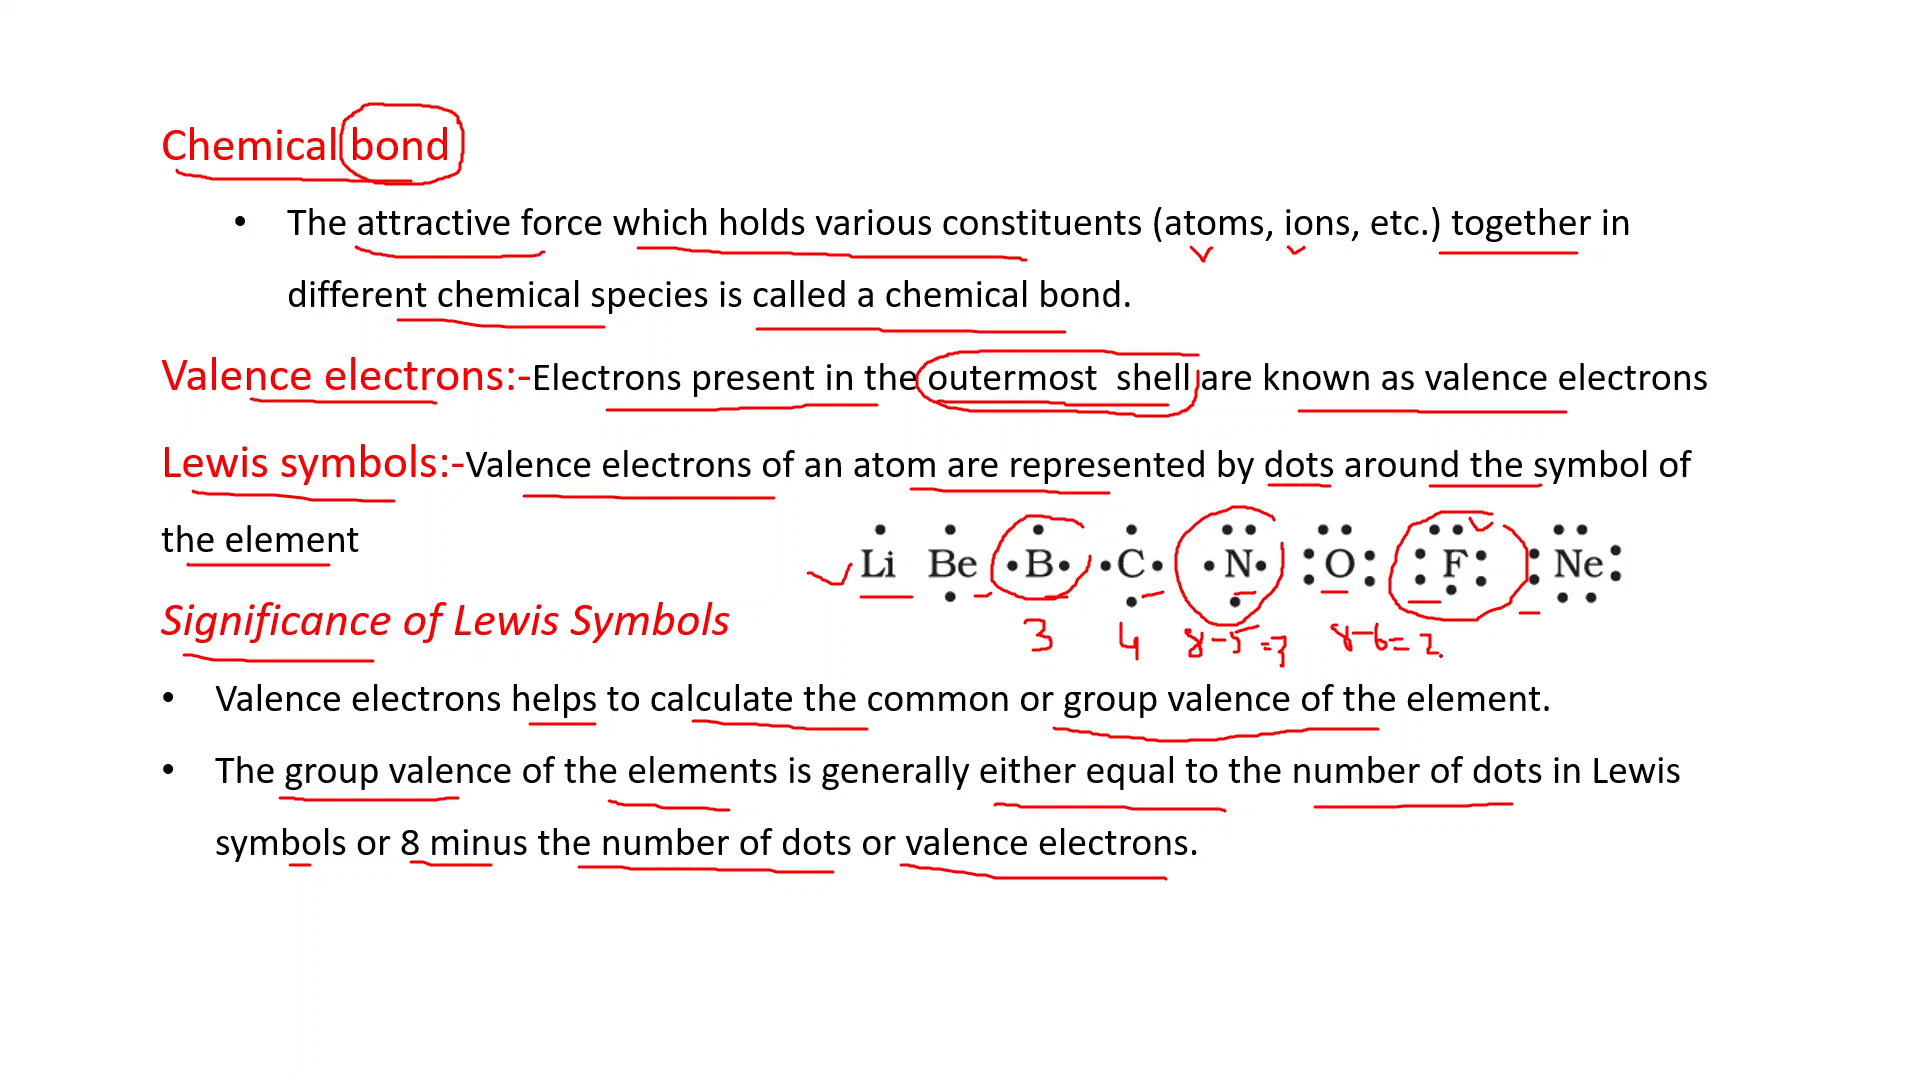 Chemical bond
• The attractive force which holds various constituents (atoms, ions, etc.) together in
different chemical species is called a chemical bond.
Valence electrons:-Electrons present in the outermost shell are known as valence electrons
Lewis symbols:-Valence electrons of an atom are represented by dots around the symbol of
the element
Li Be B C N O F Ne
3 4 8-5=3 8-6=2
Significance of Lewis Symbols
• Valence electrons helps to calculate the common or group valence of the element.
• The group valence of the elements is generally either equal to the number of dots in Lewis
symbols or 8 minus the number of dots or valence electrons.